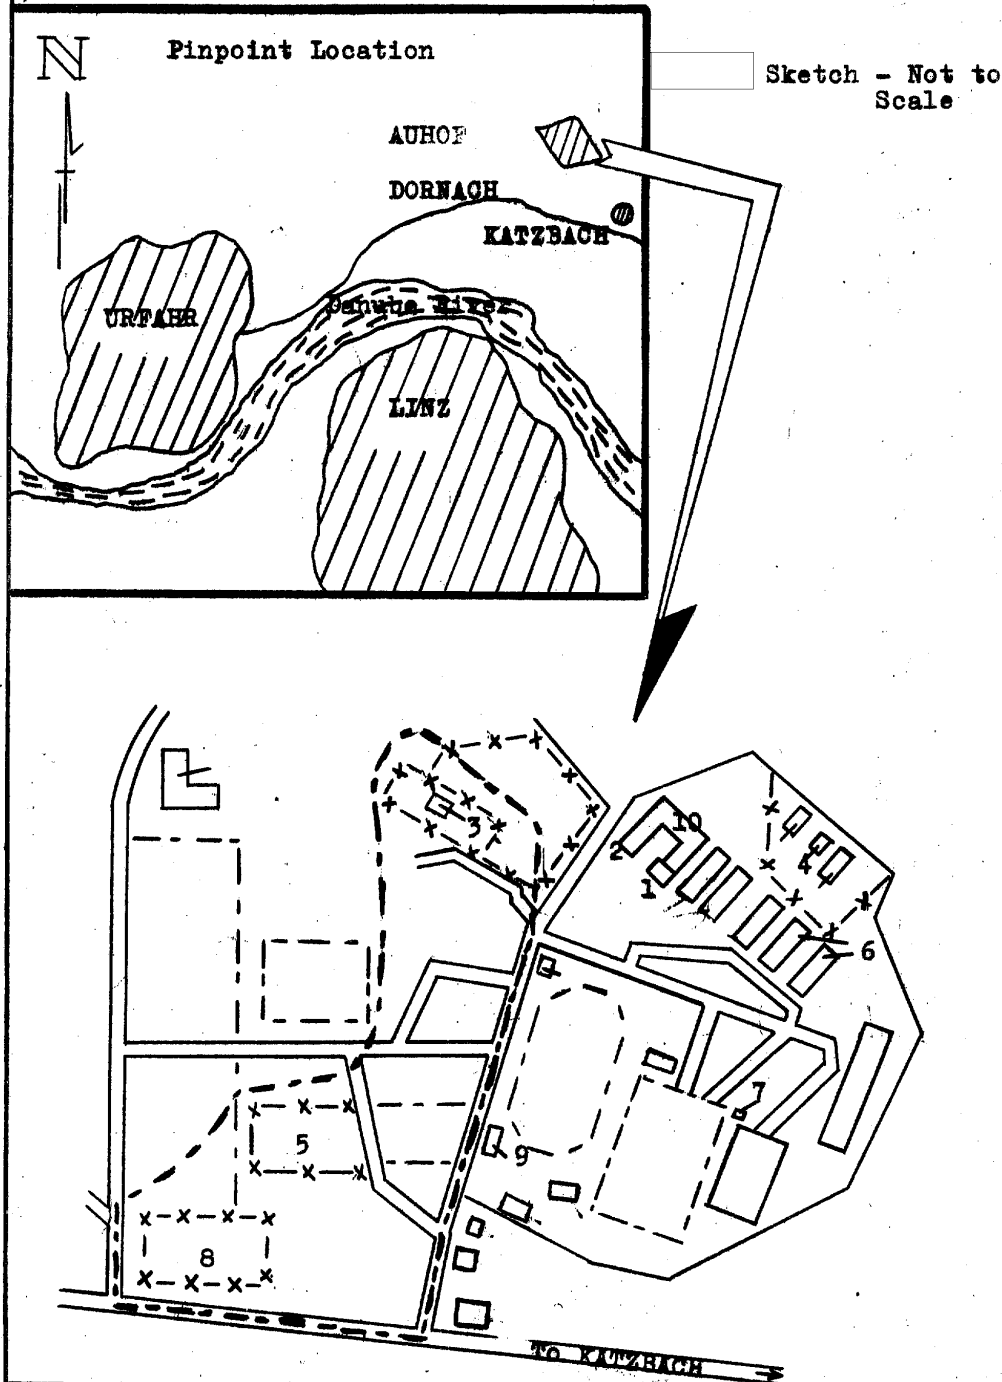 N
Pinpoint Location
Sketch - Not to
Scale
AUHOF
DORNACH
KATZBACH
URFAHR
Danube River
LINZ
10
2
3
4
1
6
7
5
9
8
TO KATZBACH